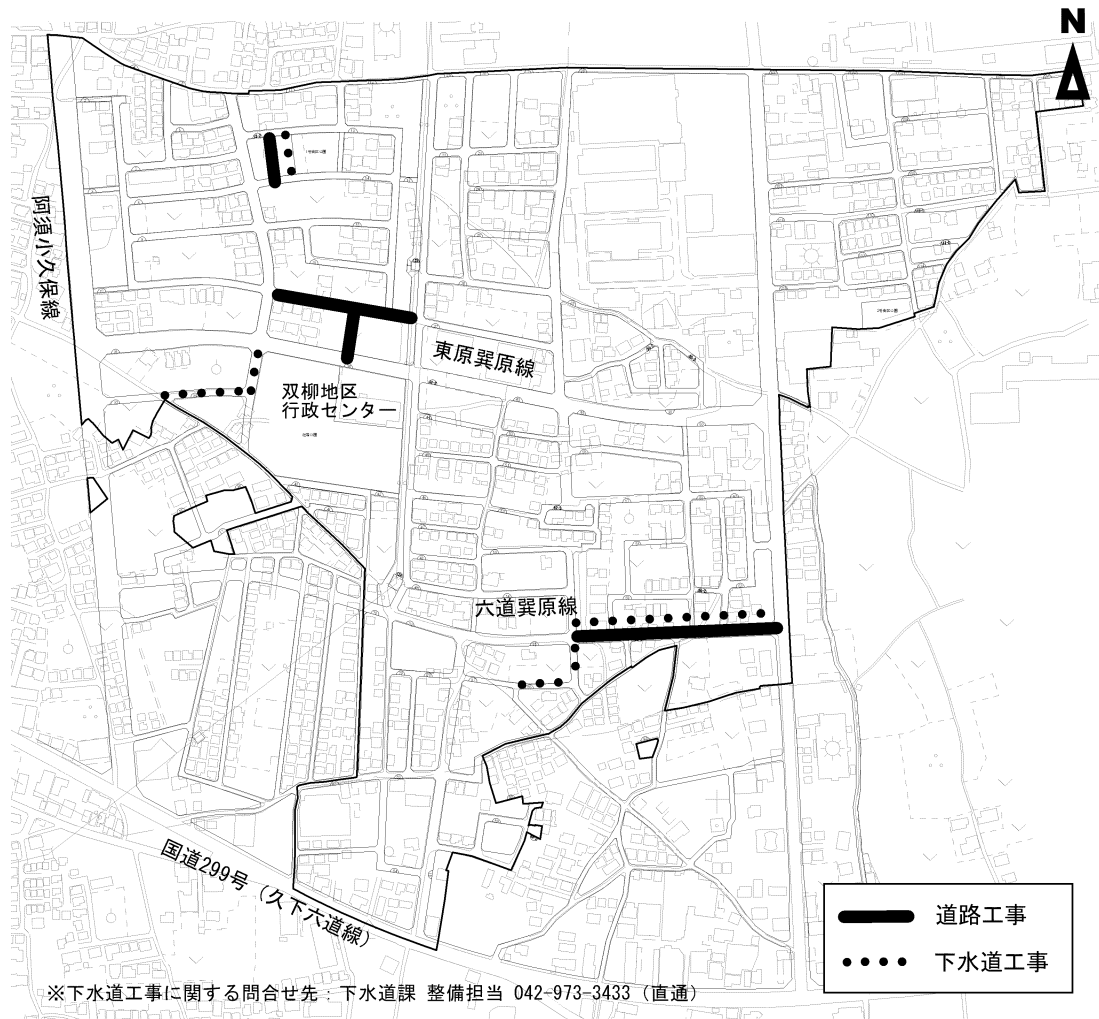 N
阿須小久保線
東原巽原線
双柳地区
行政センター
六道巽原線
国道299号（久下六道線）
道路工事
下水道工事
※下水道工事に関する問合せ先：下水道課 整備担当 042-973-3433（直通）